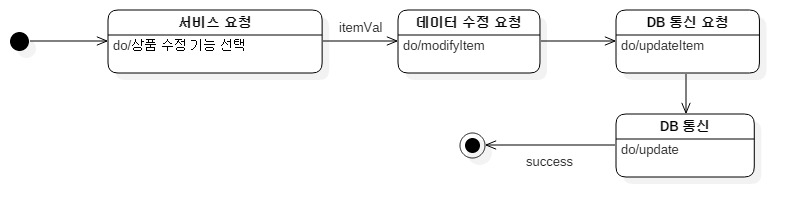 서비스 요청
do/상품 수정 기능 선택
itemVal
데이터 수정 요청
do/modifyItem
DB 통신 요청
do/updateItem
DB 통신
do/update
success